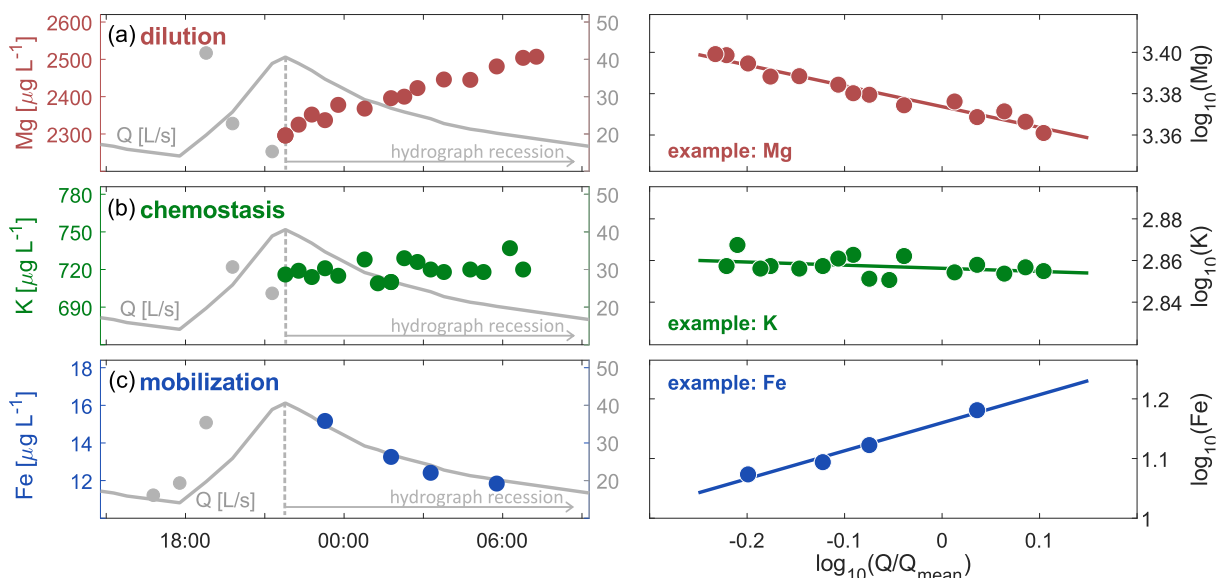 (a) dilution
Mg [µg L-1]
2600
2500
2400
2300
50
40
30
20
Q [L/s]
hydrograph recession
example: Mg
3.40
3.38
3.36
log10(Mg)
(b) chemostasis
K [µg L-1]
780
750
720
690
50
40
30
20
Q [L/s]
hydrograph recession
example: K
2.88
2.86
2.84
log10(K)
(c) mobilization
Fe [µg L-1]
18
16
14
12
50
40
30
20
Q [L/s]
hydrograph recession
example: Fe
1.2
1.1
1
log10(Fe)
18:00
00:00
06:00
-0.2
-0.1
0
0.1
log10(Q/Qmean)